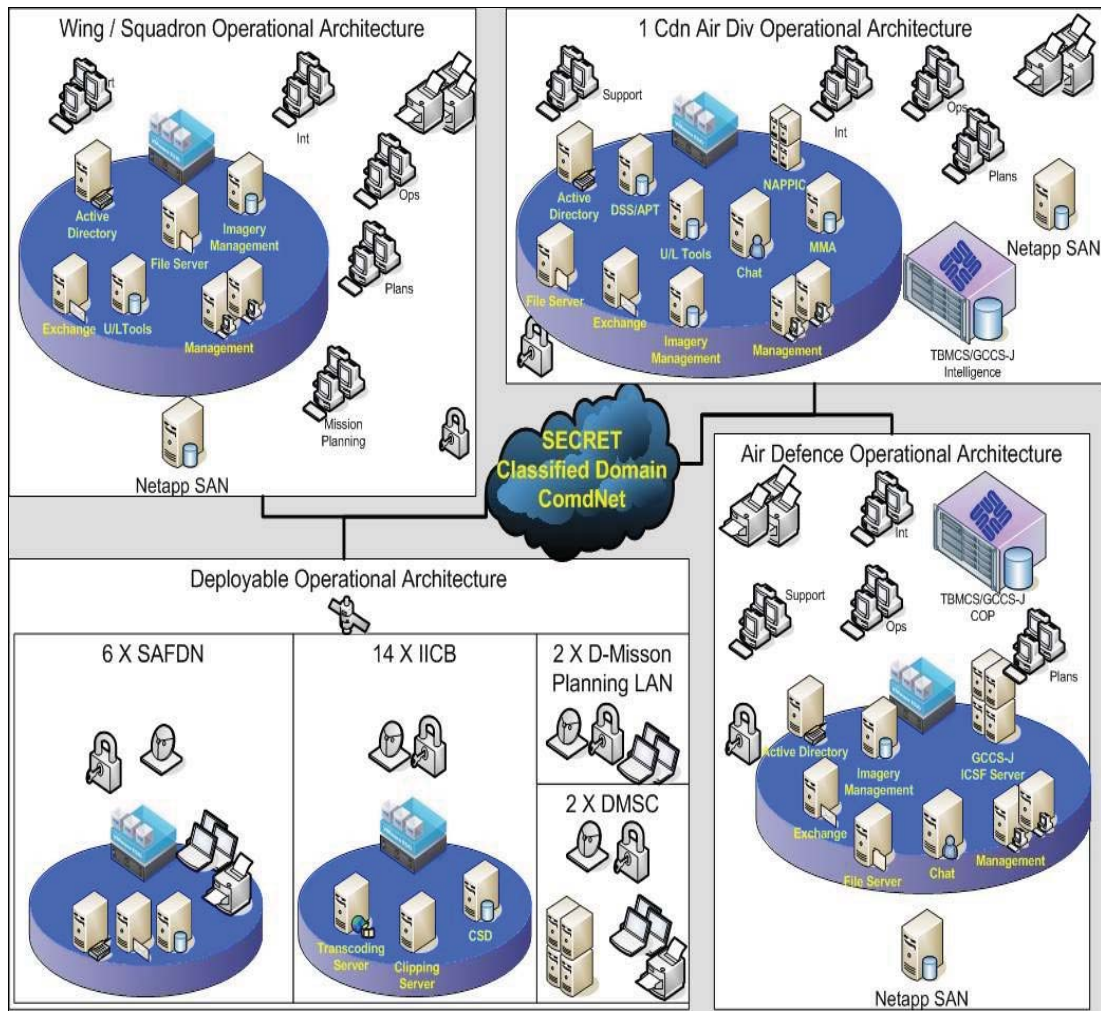 Wing / Squadron Operational Architecture
Int
Ops
Plans
Mission
Planning
Active
Directory
Imagery
Management
File Server
Exchange
U/LTools
Management
Netapp SAN
1 Cdn Air Div Operational Architecture
Support
Int
Ops
Plans
Netapp SAN
NAPPIC
Active
Directory
DSS/APT
U/L Tools
Chat
MMA
File Server
Exchange
Imagery
Management
Management
TBMCS/GCCS-J
Intelligence
SECRET
Classified Domain
ComdNet
Deployable Operational Architecture
6 X SAFDN
14 X IICB
Transcoding
Server
Clipping
Server
CSD
2 X D-Misson
Planning LAN
2 X DMSC
Air Defence Operational Architecture
Int
TBMCS/GCCS-J
COP
Support
Ops
Plans
Active Directory
Imagery
Management
GCCS-J
ICSF Server
Exchange
File Server
Chat
Management
Netapp SAN